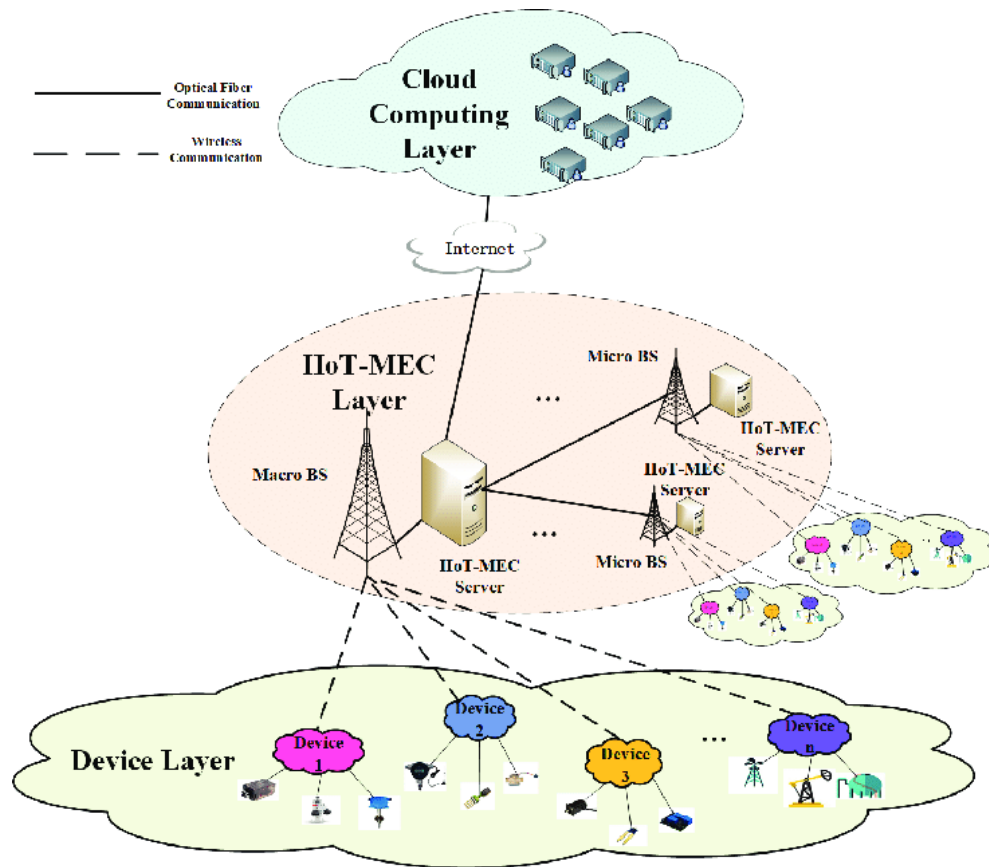 Cloud
Computing
Layer
Optical Fiber
Communication
Wireless
Communication
Internet
IIoT-MEC
Layer
Micro BS
...
IIoT-MEC
Server
Macro BS
IIoT-MEC
Server
...
Micro BS
IIoT-MEC
Server
Device Layer
Device
1
Device
2
Device
3
...
Device
n